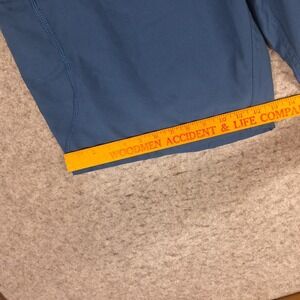 WOODMEN ACCIDENT & LIFE COMPA